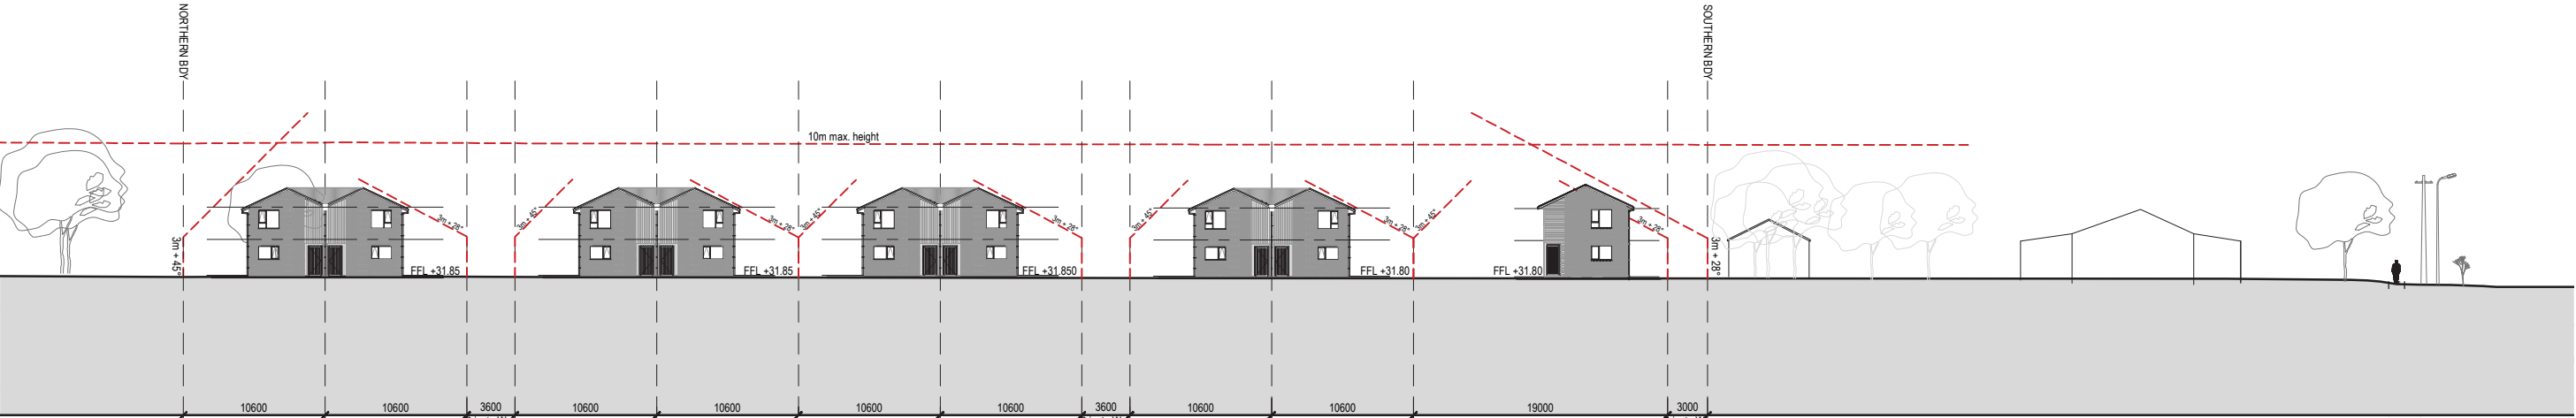 NORTHERN BDY
SOUTHERN BDY
10m max. height
3m + 45°
3m + 28°
3m + 45°
3m + 28°
3m + 45°
3m + 28°
3m + 45°
3m + 28°
3m + 45°
3m + 28°
3m + 28°
FFL +31.85
FFL +31.85
FFL +31.850
FFL +31.80
FFL +31.80
10600
10600
3600
10600
10600
10600
10600
3600
10600
10600
19000
3000